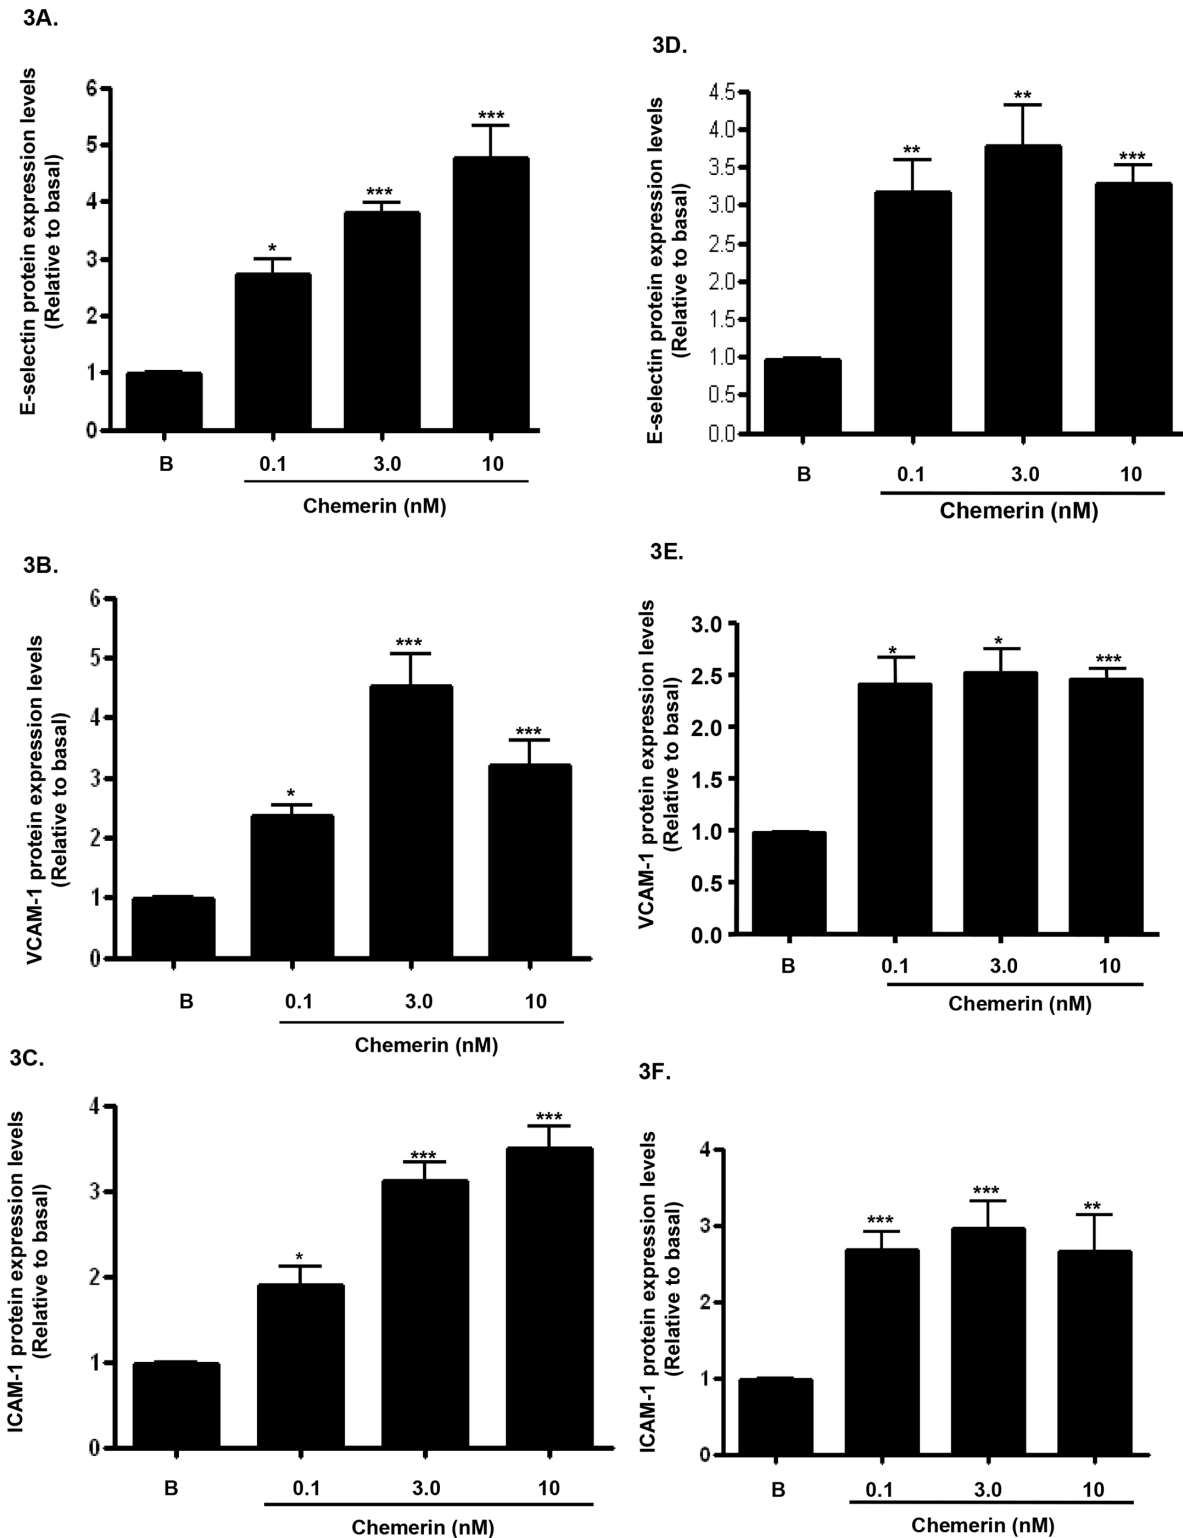 3A.
E-selectin protein expression levels
(Relative to basal)
6
5
4
3
2
1
0
*
***
***
B 0.1 3.0 10
Chemerin (nM)
3D.
E-selectin protein expression levels
(Relative to basal)
4.5
4.0
3.5
3.0
2.5
2.0
1.5
1.0
0.5
0.0
**
**
***
B 0.1 3.0 10
Chemerin (nM)
3B.
VCAM-1 protein expression levels
(Relative to basal)
6
5
4
3
2
1
0
*
***
***
B 0.1 3.0 10
Chemerin (nM)
3E.
VCAM-1 protein expression levels
(Relative to basal)
3.0
2.5
2.0
1.5
1.0
0.5
0.0
*
*
***
B 0.1 3.0 10
Chemerin (nM)
3C.
ICAM-1 protein expression levels
(Relative to basal)
4
3
2
1
0
*
***
***
B 0.1 3.0 10
Chemerin (nM)
3F.
ICAM-1 protein expression levels
(Relative to basal)
4
3
2
1
0
***
***
**
B 0.1 3.0 10
Chemerin (nM)